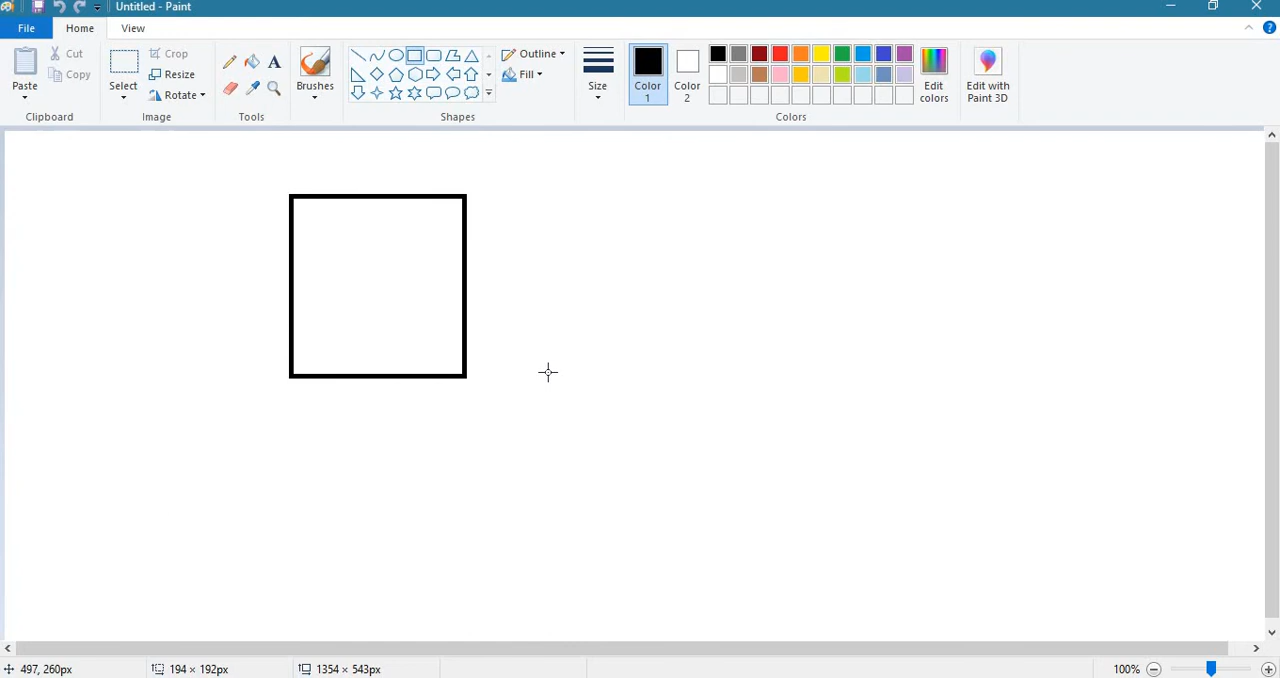 Untitled - Paint
File Home View
Paste
Cut
Copy
Clipboard
Select
Crop
Resize
Rotate
Image
A
Tools
Brushes
Shapes
Outline
Fill
Size
Color 1
Color 2
Colors
Edit colors
Edit with Paint 3D
497, 260px
194 × 192px
1354 × 543px
100%